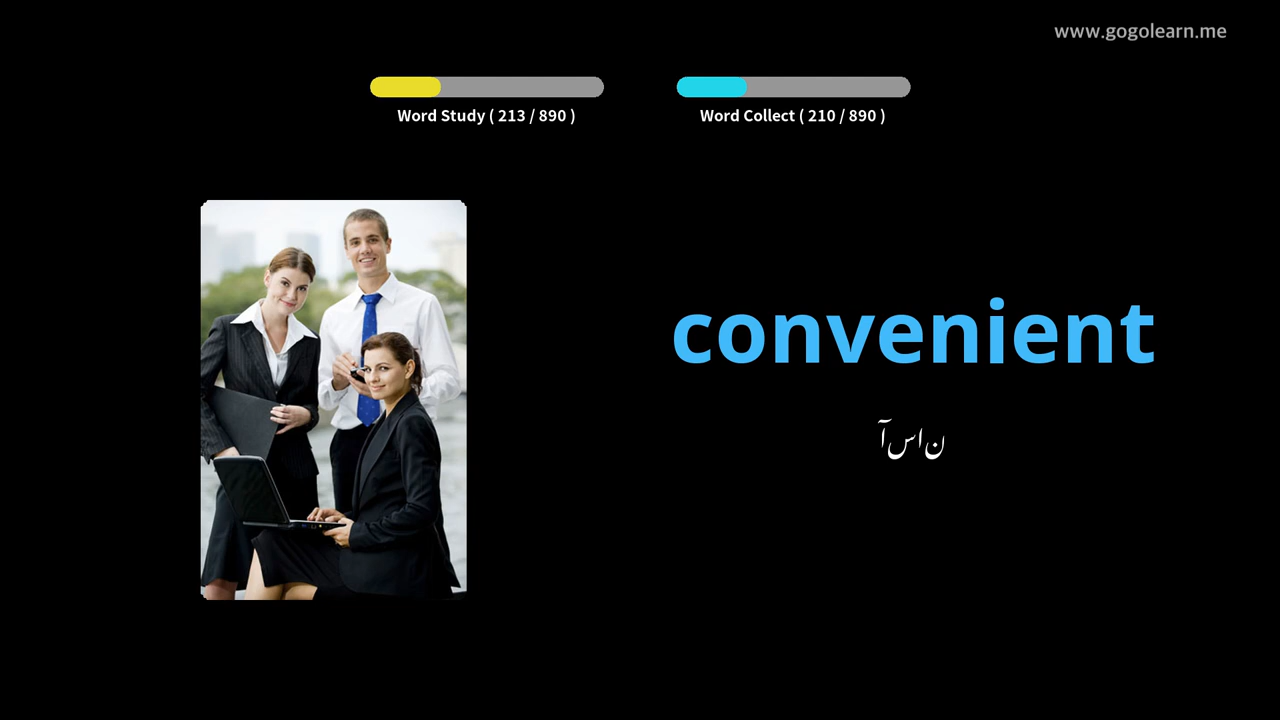 www.gogolearn.me
Word Study ( 213 / 890 )
Word Collect ( 210 / 890 )
convenient
آسان